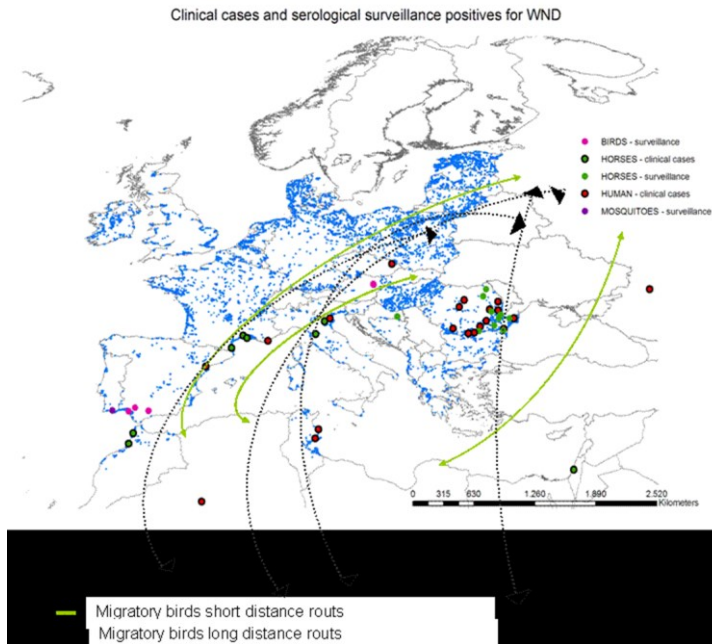 Clinical cases and serological surveillance positives for WND
BIRDS - surveillance
HORSES - clinical cases
HORSES - surveillance
HUMAN - clinical cases
MOSQUITOES - surveillance
0 315 630 1.260 1.890 2.520
Kilometers
Migratory birds short distance routs
Migratory birds long distance routs